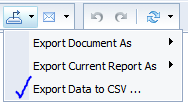 Export Document As
Export Current Report As
Export Data to CSV ...